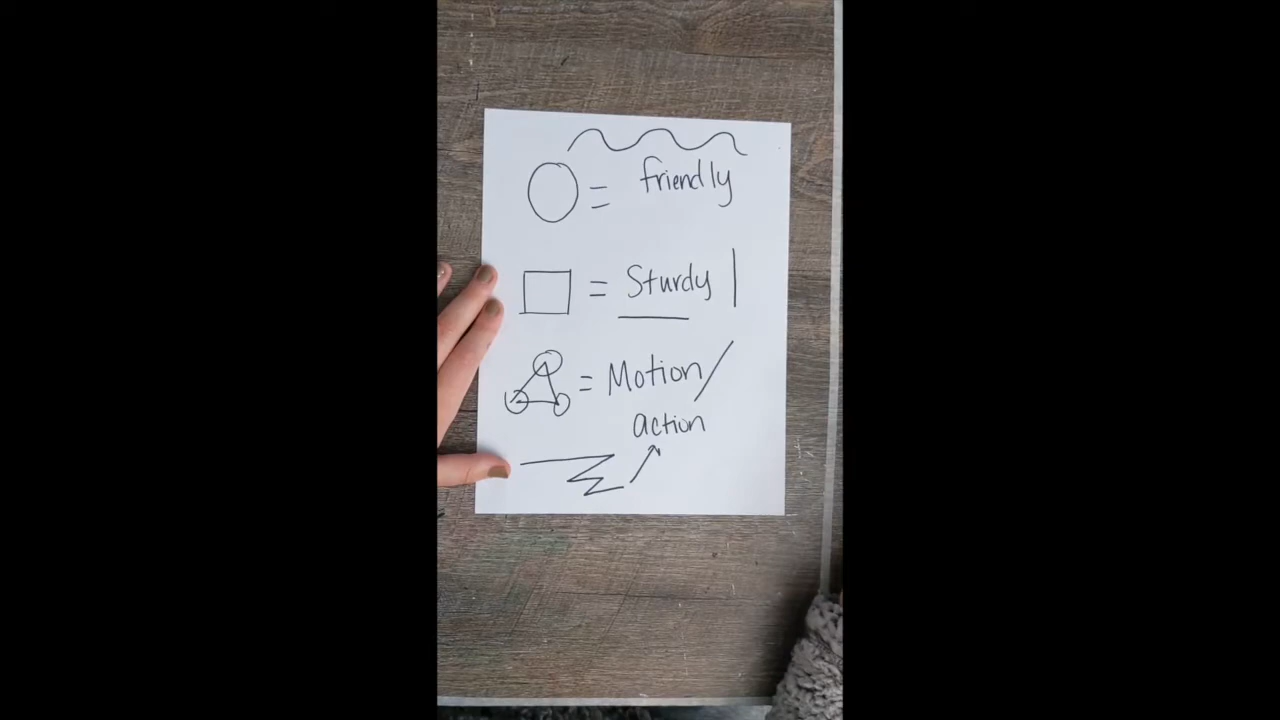 = friendly
= Sturdy
= Motion/
action